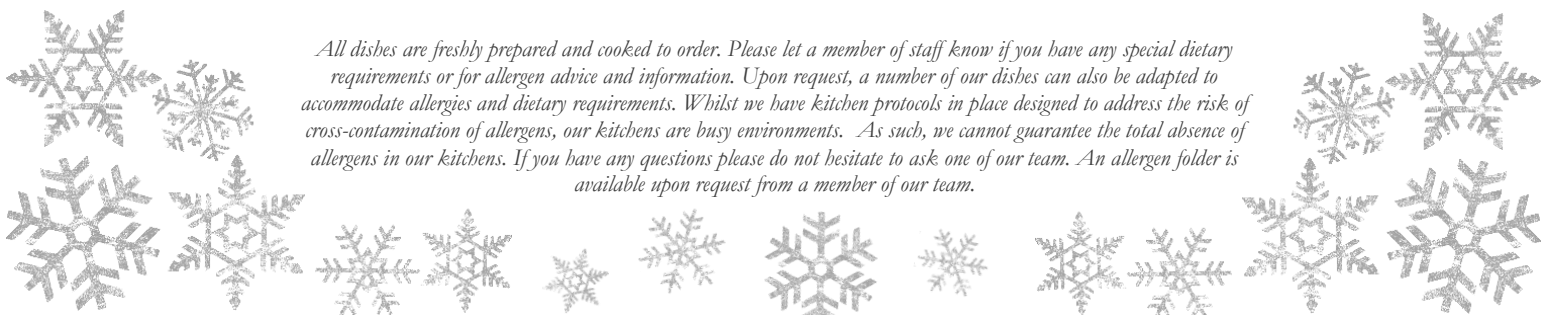 All dishes are freshly prepared and cooked to order. Please let a member of staff know if you have any special dietary
requirements or for allergen advice and information. Upon request, a number of our dishes can also be adapted to
accommodate allergies and dietary requirements. Whilst we have kitchen protocols in place designed to address the risk of
cross-contamination of allergens, our kitchens are busy environments.  As such, we cannot guarantee the total absence of
allergens in our kitchens. If you have any questions please do not hesitate to ask one of our team. An allergen folder is
available upon request from a member of our team.